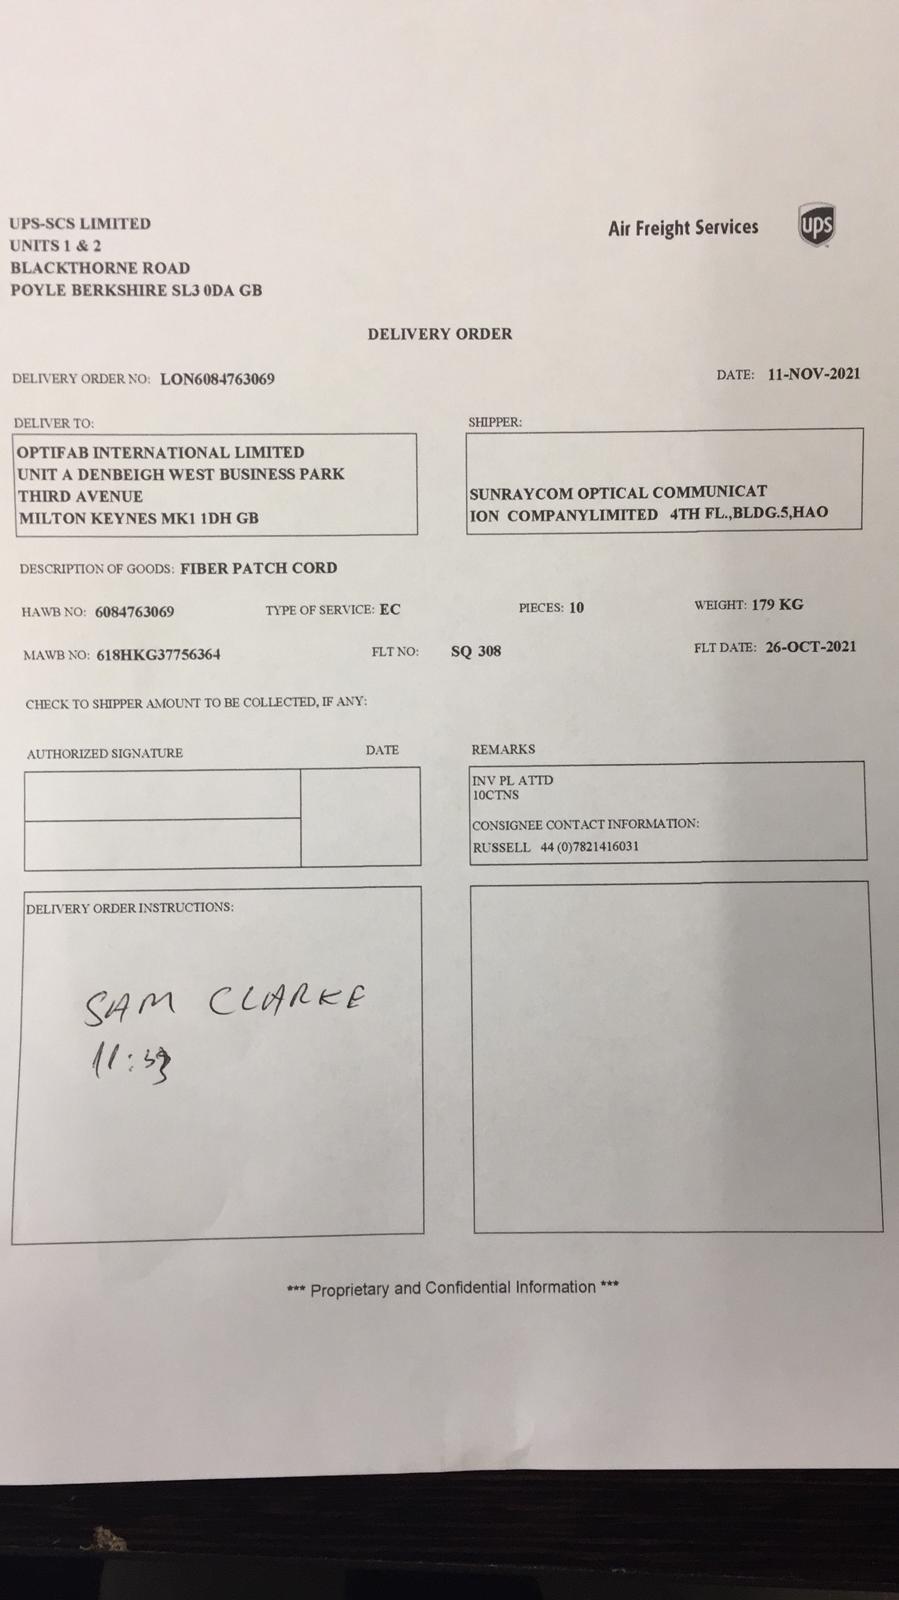 UPS-SCS LIMITED
UNITS 1 & 2
BLACKTHORNE ROAD
POYLE BERKSHIRE SL3 0DA GB
Air Freight Services
ups
DELIVERY ORDER
DELIVERY ORDER NO: LON6084763069
DATE: 11-NOV-2021
DELIVER TO:
OPTIFAB INTERNATIONAL LIMITED
UNIT A DENBEIGH WEST BUSINESS PARK
THIRD AVENUE
MILTON KEYNES MK1 1DH GB
SHIPPER:
SUNRAYCOM OPTICAL COMMUNICAT
ION COMPANYLIMITED 4TH FL.,BLDG.5,HAO
DESCRIPTION OF GOODS: FIBER PATCH CORD
HAWB NO: 6084763069 TYPE OF SERVICE: EC PIECES: 10 WEIGHT: 179 KG
MAWB NO: 618HKG37756364 FLT NO: SQ 308 FLT DATE: 26-OCT-2021
CHECK TO SHIPPER AMOUNT TO BE COLLECTED, IF ANY:
AUTHORIZED SIGNATURE DATE
REMARKS
INV PL ATTD
10CTNS
CONSIGNEE CONTACT INFORMATION:
RUSSELL 44 (0)7821416031
DELIVERY ORDER INSTRUCTIONS:
SAM CLARKE
*** Proprietary and Confidential Information ***